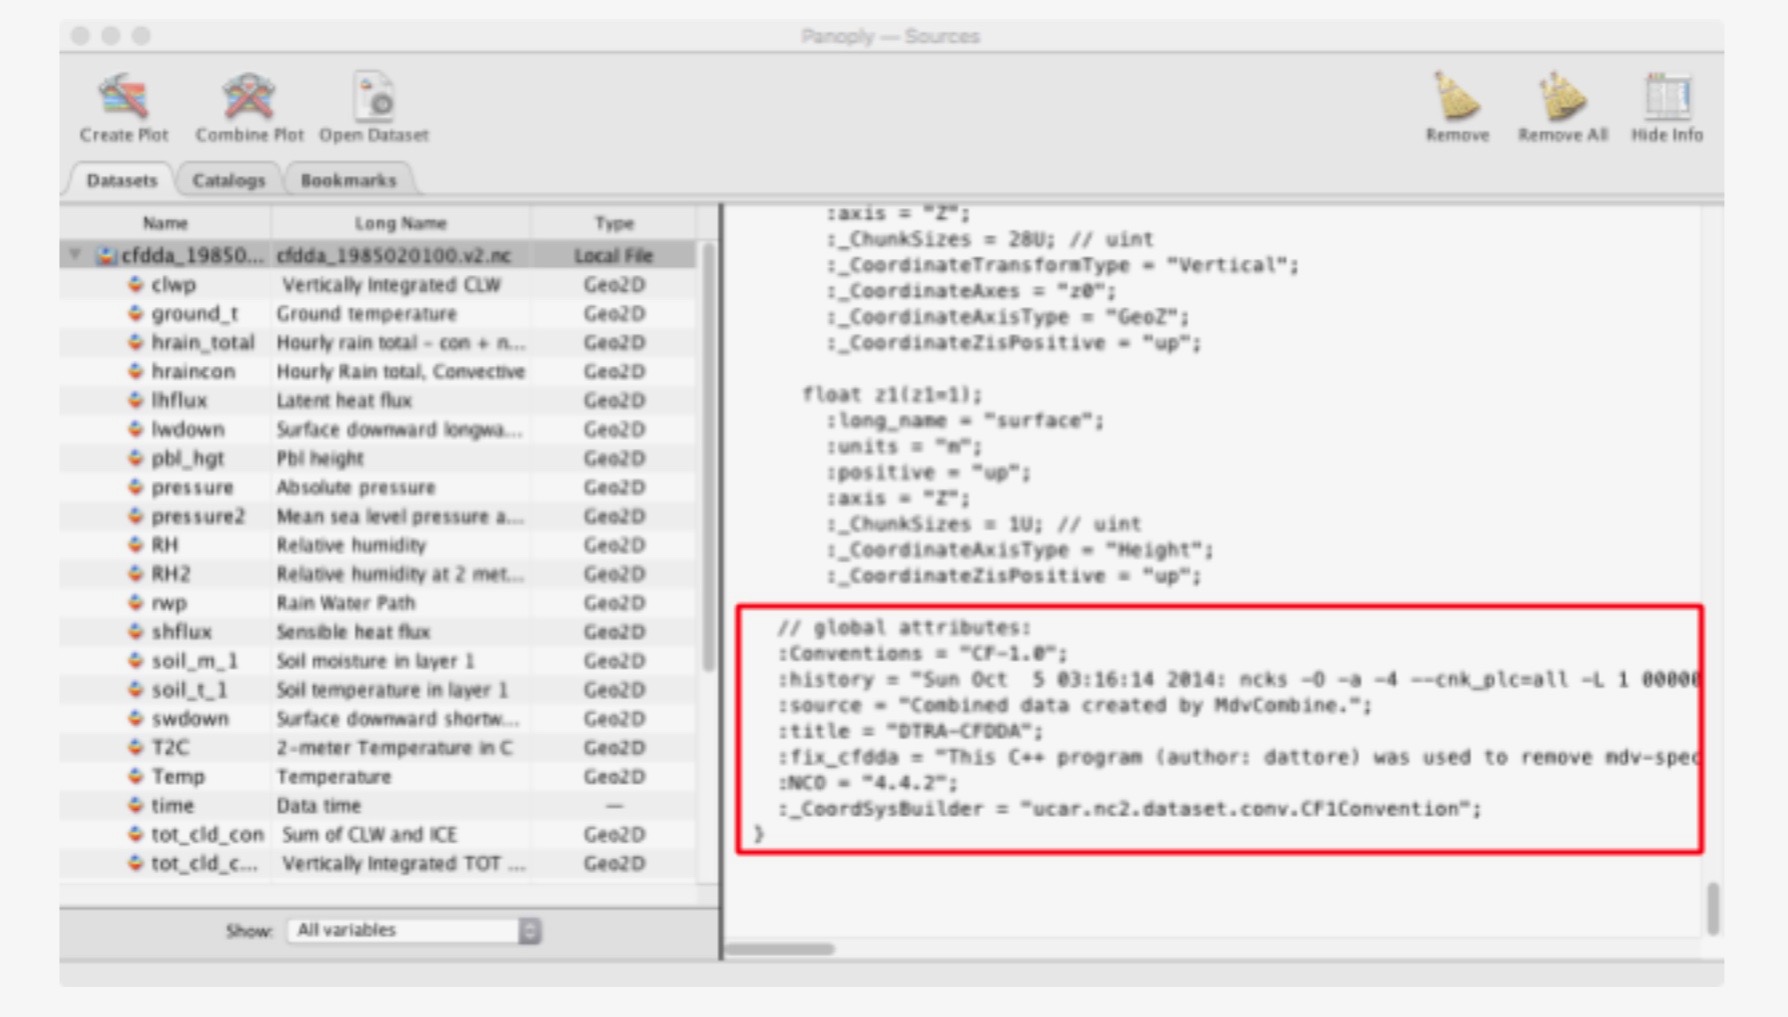 Panoply — Sources
Create Plot Combine Plot Open Dataset Remove Remove All Hide Info
Datasets Catalogs Bookmarks
Name Long Name Type
cfdda_19850... cfdda_1985020100.v2.nc Local File
clwp Vertically Integrated CLW Geo2D
ground_t Ground temperature Geo2D
hrain_total Hourly rain total – con + n... Geo2D
hraincon Hourly Rain total, Convective Geo2D
lhflux Latent heat flux Geo2D
lwdown Surface downward longwa... Geo2D
pbl_hgt Pbl height Geo2D
pressure Absolute pressure Geo2D
pressure2 Mean sea level pressure a... Geo2D
RH Relative humidity Geo2D
RH2 Relative humidity at 2 met... Geo2D
rwp Rain Water Path Geo2D
shflux Sensible heat flux Geo2D
soil_m_1 Soil moisture in layer 1 Geo2D
soil_t_1 Soil temperature in layer 1 Geo2D
swdown Surface downward shortw... Geo2D
T2C 2-meter Temperature in C Geo2D
Temp Temperature Geo2D
time Data time —
tot_cld_con Sum of CLW and ICE Geo2D
tot_cld_c... Vertically Integrated TOT ... Geo2D
Show: All variables
:axis = "Z";
:_ChunkSizes = 28U; // uint
:_CoordinateTransformType = "Vertical";
:_CoordinateAxes = "z0";
:_CoordinateAxisType = "GeoZ";
:_CoordinateZisPositive = "up";
float z1(z1=1);
:long_name = "surface";
:units = "m";
:positive = "up";
:axis = "Z";
:_ChunkSizes = 1U; // uint
:_CoordinateAxisType = "Height";
:_CoordinateZisPositive = "up";
// global attributes:
:Conventions = "CF-1.0";
:history = "Sun Oct  5 03:16:14 2014: ncks -O -a -4 --cnk_plc=all -L 1 00000
:source = "Combined data created by MdvCombine.";
:title = "DTRA-CFDDA";
:fix_cfdda = "This C++ program (author: dattore) was used to remove mdv-spec
:NCO = "4.4.2";
:_CoordSysBuilder = "ucar.nc2.dataset.conv.CF1Convention";
}